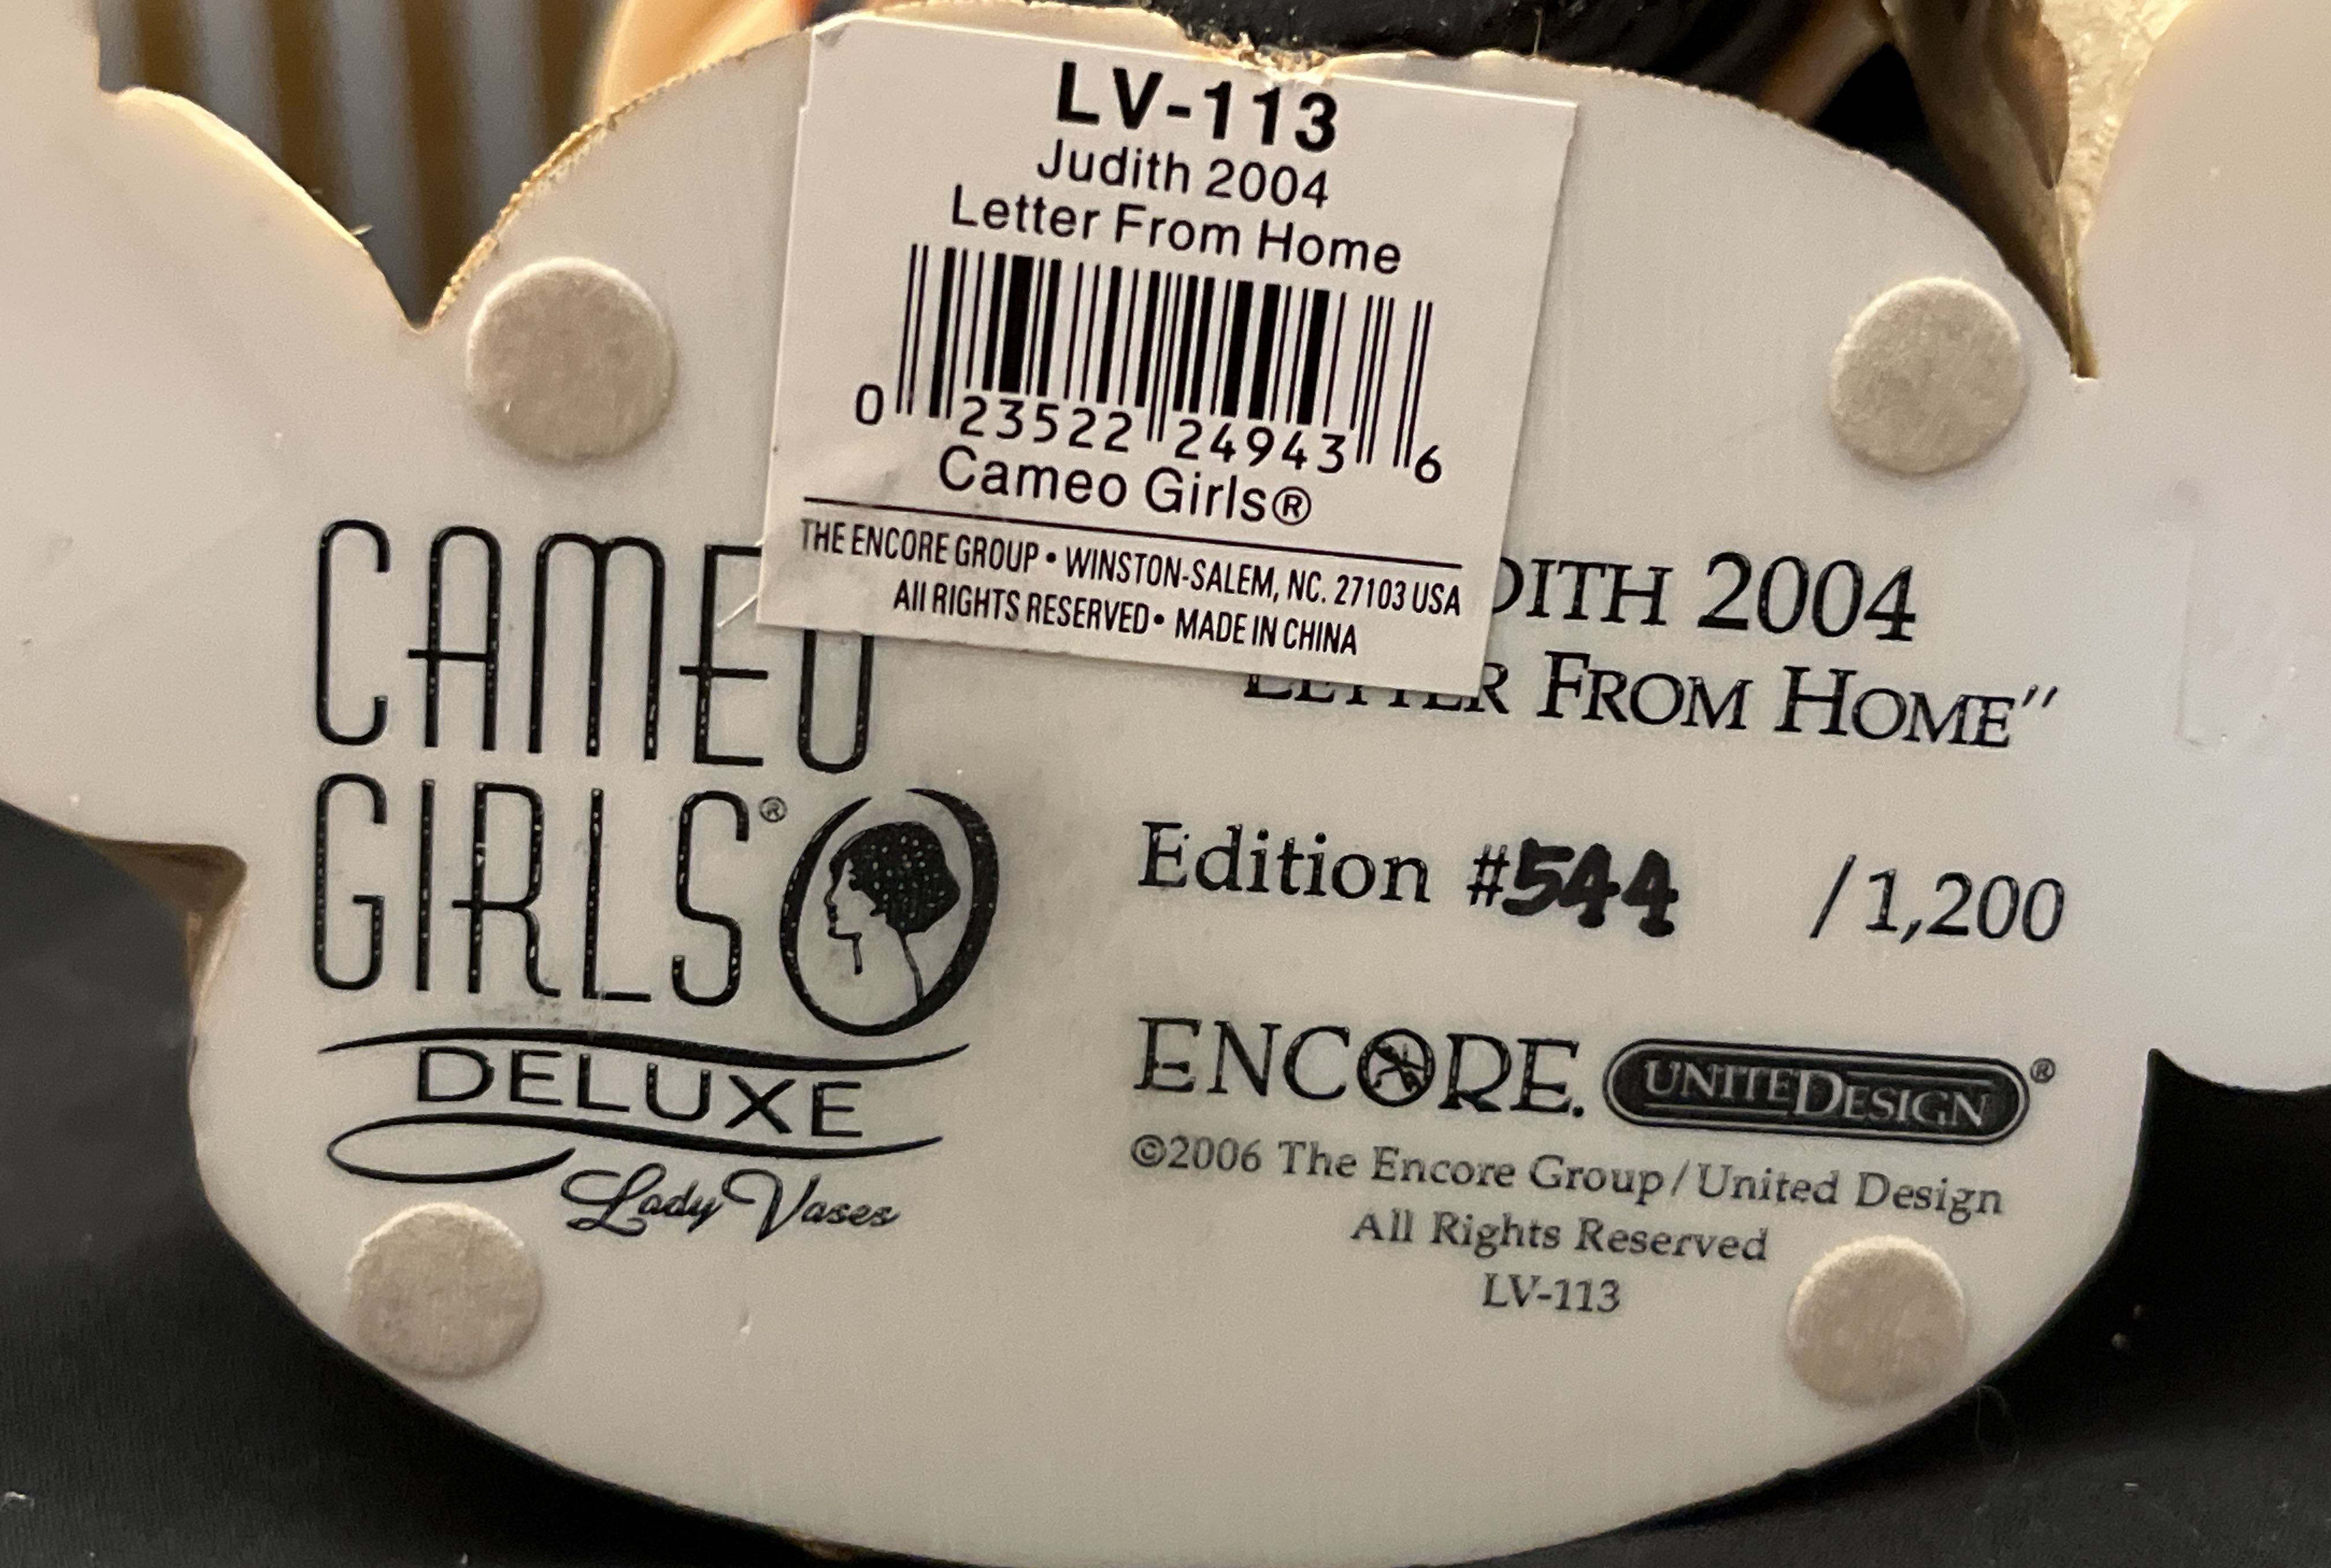 LV-113
Judith 2004
Letter From Home
0 23522 24943 6
Cameo Girls®
THE ENCORE GROUP • WINSTON-SALEM, NC. 27103 USA
All RIGHTS RESERVED • MADE IN CHINA
CAMEO
GIRLS®
DELUXE
Lady Vases
DITH 2004
LETTER FROM HOME"
Edition #544 /1,200
ENCORE. UNITEDESIGN®
©2006 The Encore Group/United Design
All Rights Reserved
LV-113